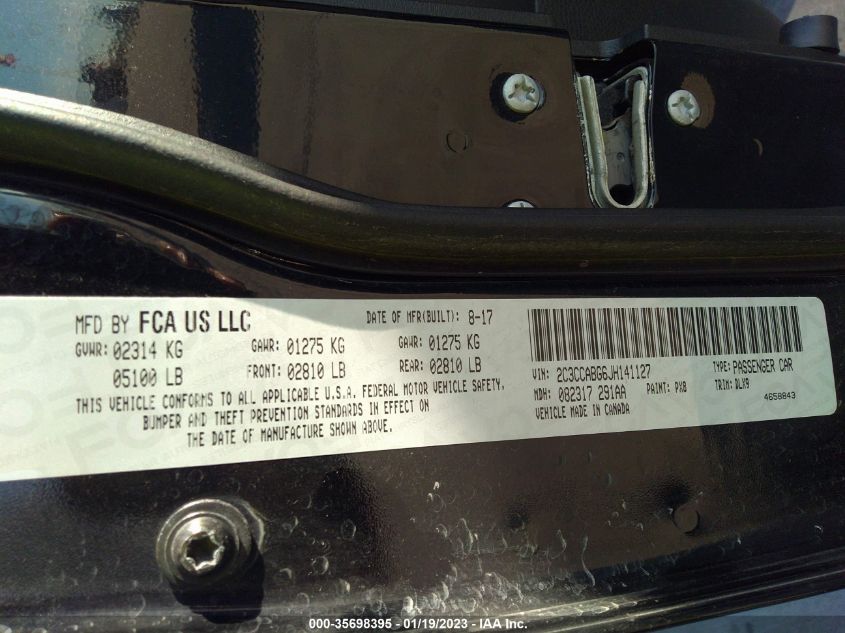 MFD BY FCA US LLC DATE OF MFR(BUILT): 8-17
GVWR: 02314 KG GAWR: 01275 KG GAWR: 01275 KG
05100 LB FRONT: 02810 LB REAR: 02810 LB
THIS VEHICLE CONFORMS TO ALL APPLICABLE U.S.A. FEDERAL MOTOR VEHICLE SAFETY,
BUMPER AND THEFT PREVENTION STANDARDS IN EFFECT ON
THE DATE OF MANUFACTURE SHOWN ABOVE.
VIN: 2C3CCABG6JH141127 TYPE: PASSENGER CAR
MDH: 082317 291AA PAINT: PX8 TRIM: DLX9
VEHICLE MADE IN CANADA 4658843
000-35698395 - 01/19/2023 - IAA Inc.